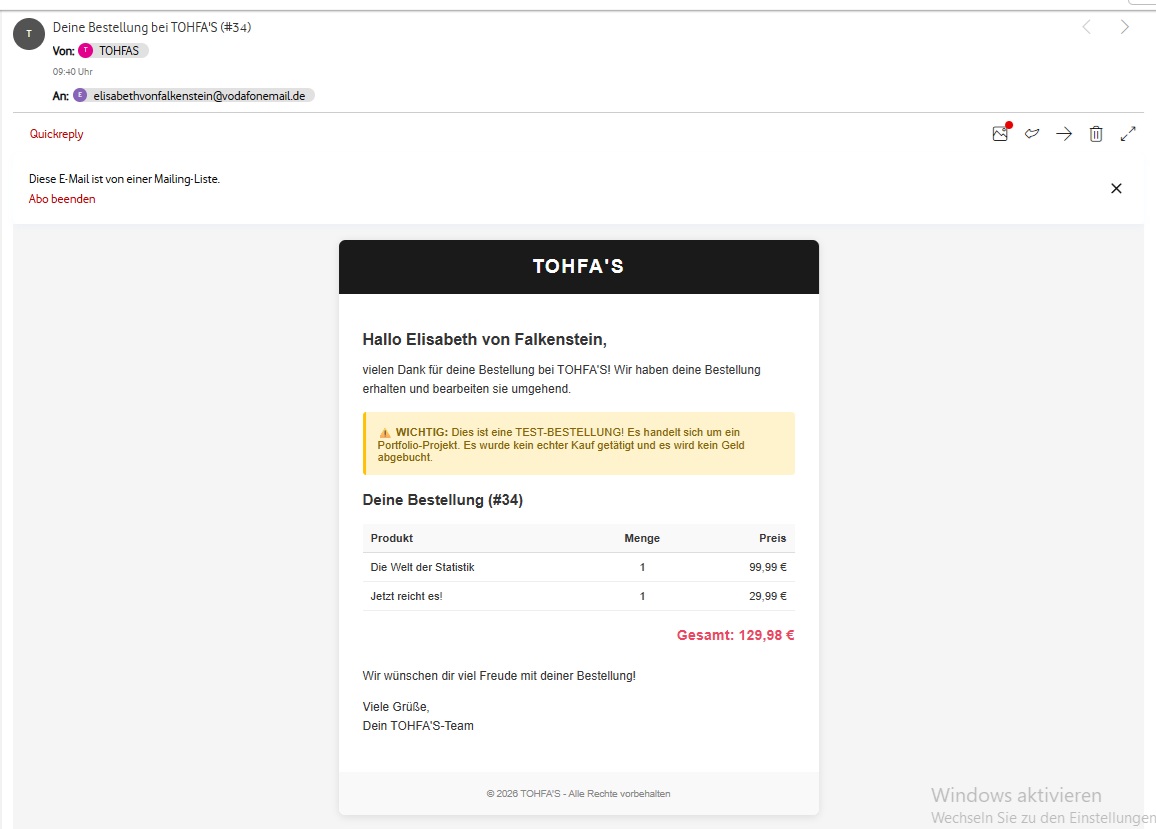 T
Deine Bestellung bei TOHFA'S (#34)
Von: T TOHFAS
09:40 Uhr
An: E elisabethvonfalkenstein@vodafonemail.de
Quickreply
Diese E-Mail ist von einer Mailing-Liste.
Abo beenden
TOHFA'S
Hallo Elisabeth von Falkenstein,
vielen Dank für deine Bestellung bei TOHFA'S! Wir haben deine Bestellung
erhalten und bearbeiten sie umgehend.
⚠️ WICHTIG: Dies ist eine TEST-BESTELLUNG! Es handelt sich um ein
Portfolio-Projekt. Es wurde kein echter Kauf getätigt und es wird kein Geld
abgebucht.
Deine Bestellung (#34)
Produkt Menge Preis
Die Welt der Statistik 1 99,99 €
Jetzt reicht es! 1 29,99 €
Gesamt: 129,98 €
Wir wünschen dir viel Freude mit deiner Bestellung!
Viele Grüße,
Dein TOHFA'S-Team
© 2026 TOHFA'S - Alle Rechte vorbehalten
Windows aktivieren
Wechseln Sie zu den Einstellungen